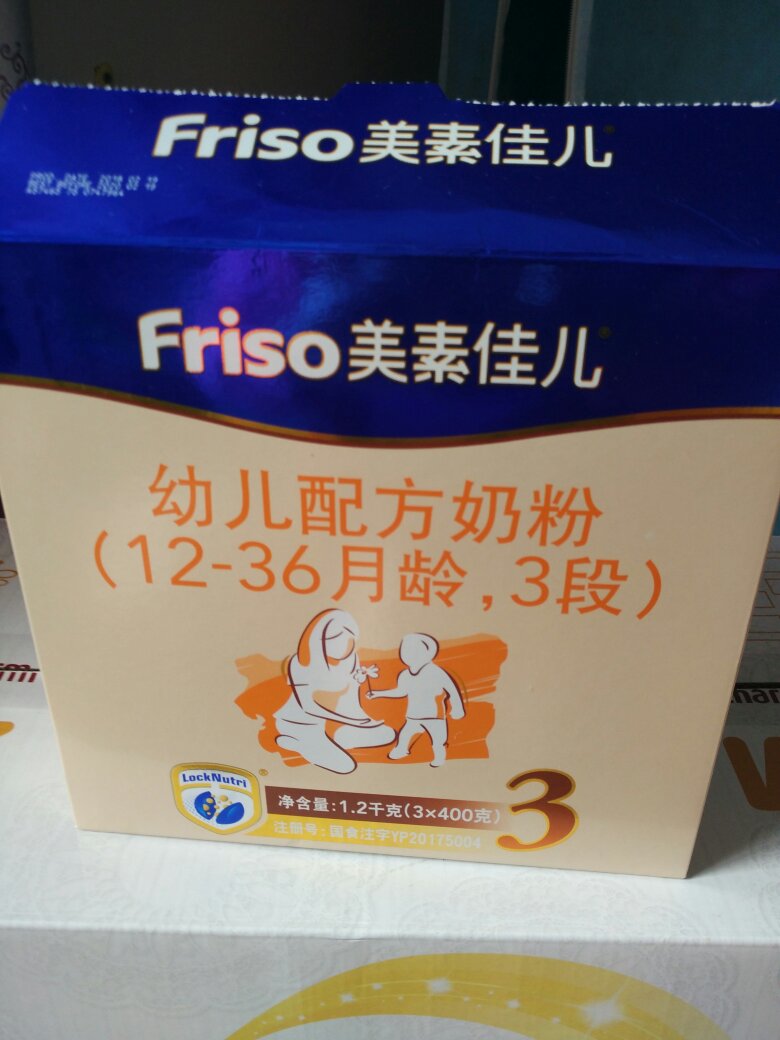 Friso美素佳儿
Friso美素佳儿
幼儿配方奶粉
(12-36月龄,3段)
LockNutri
净含量:1.2千克(3×400克)
注册号:国食注字YP20175004
3